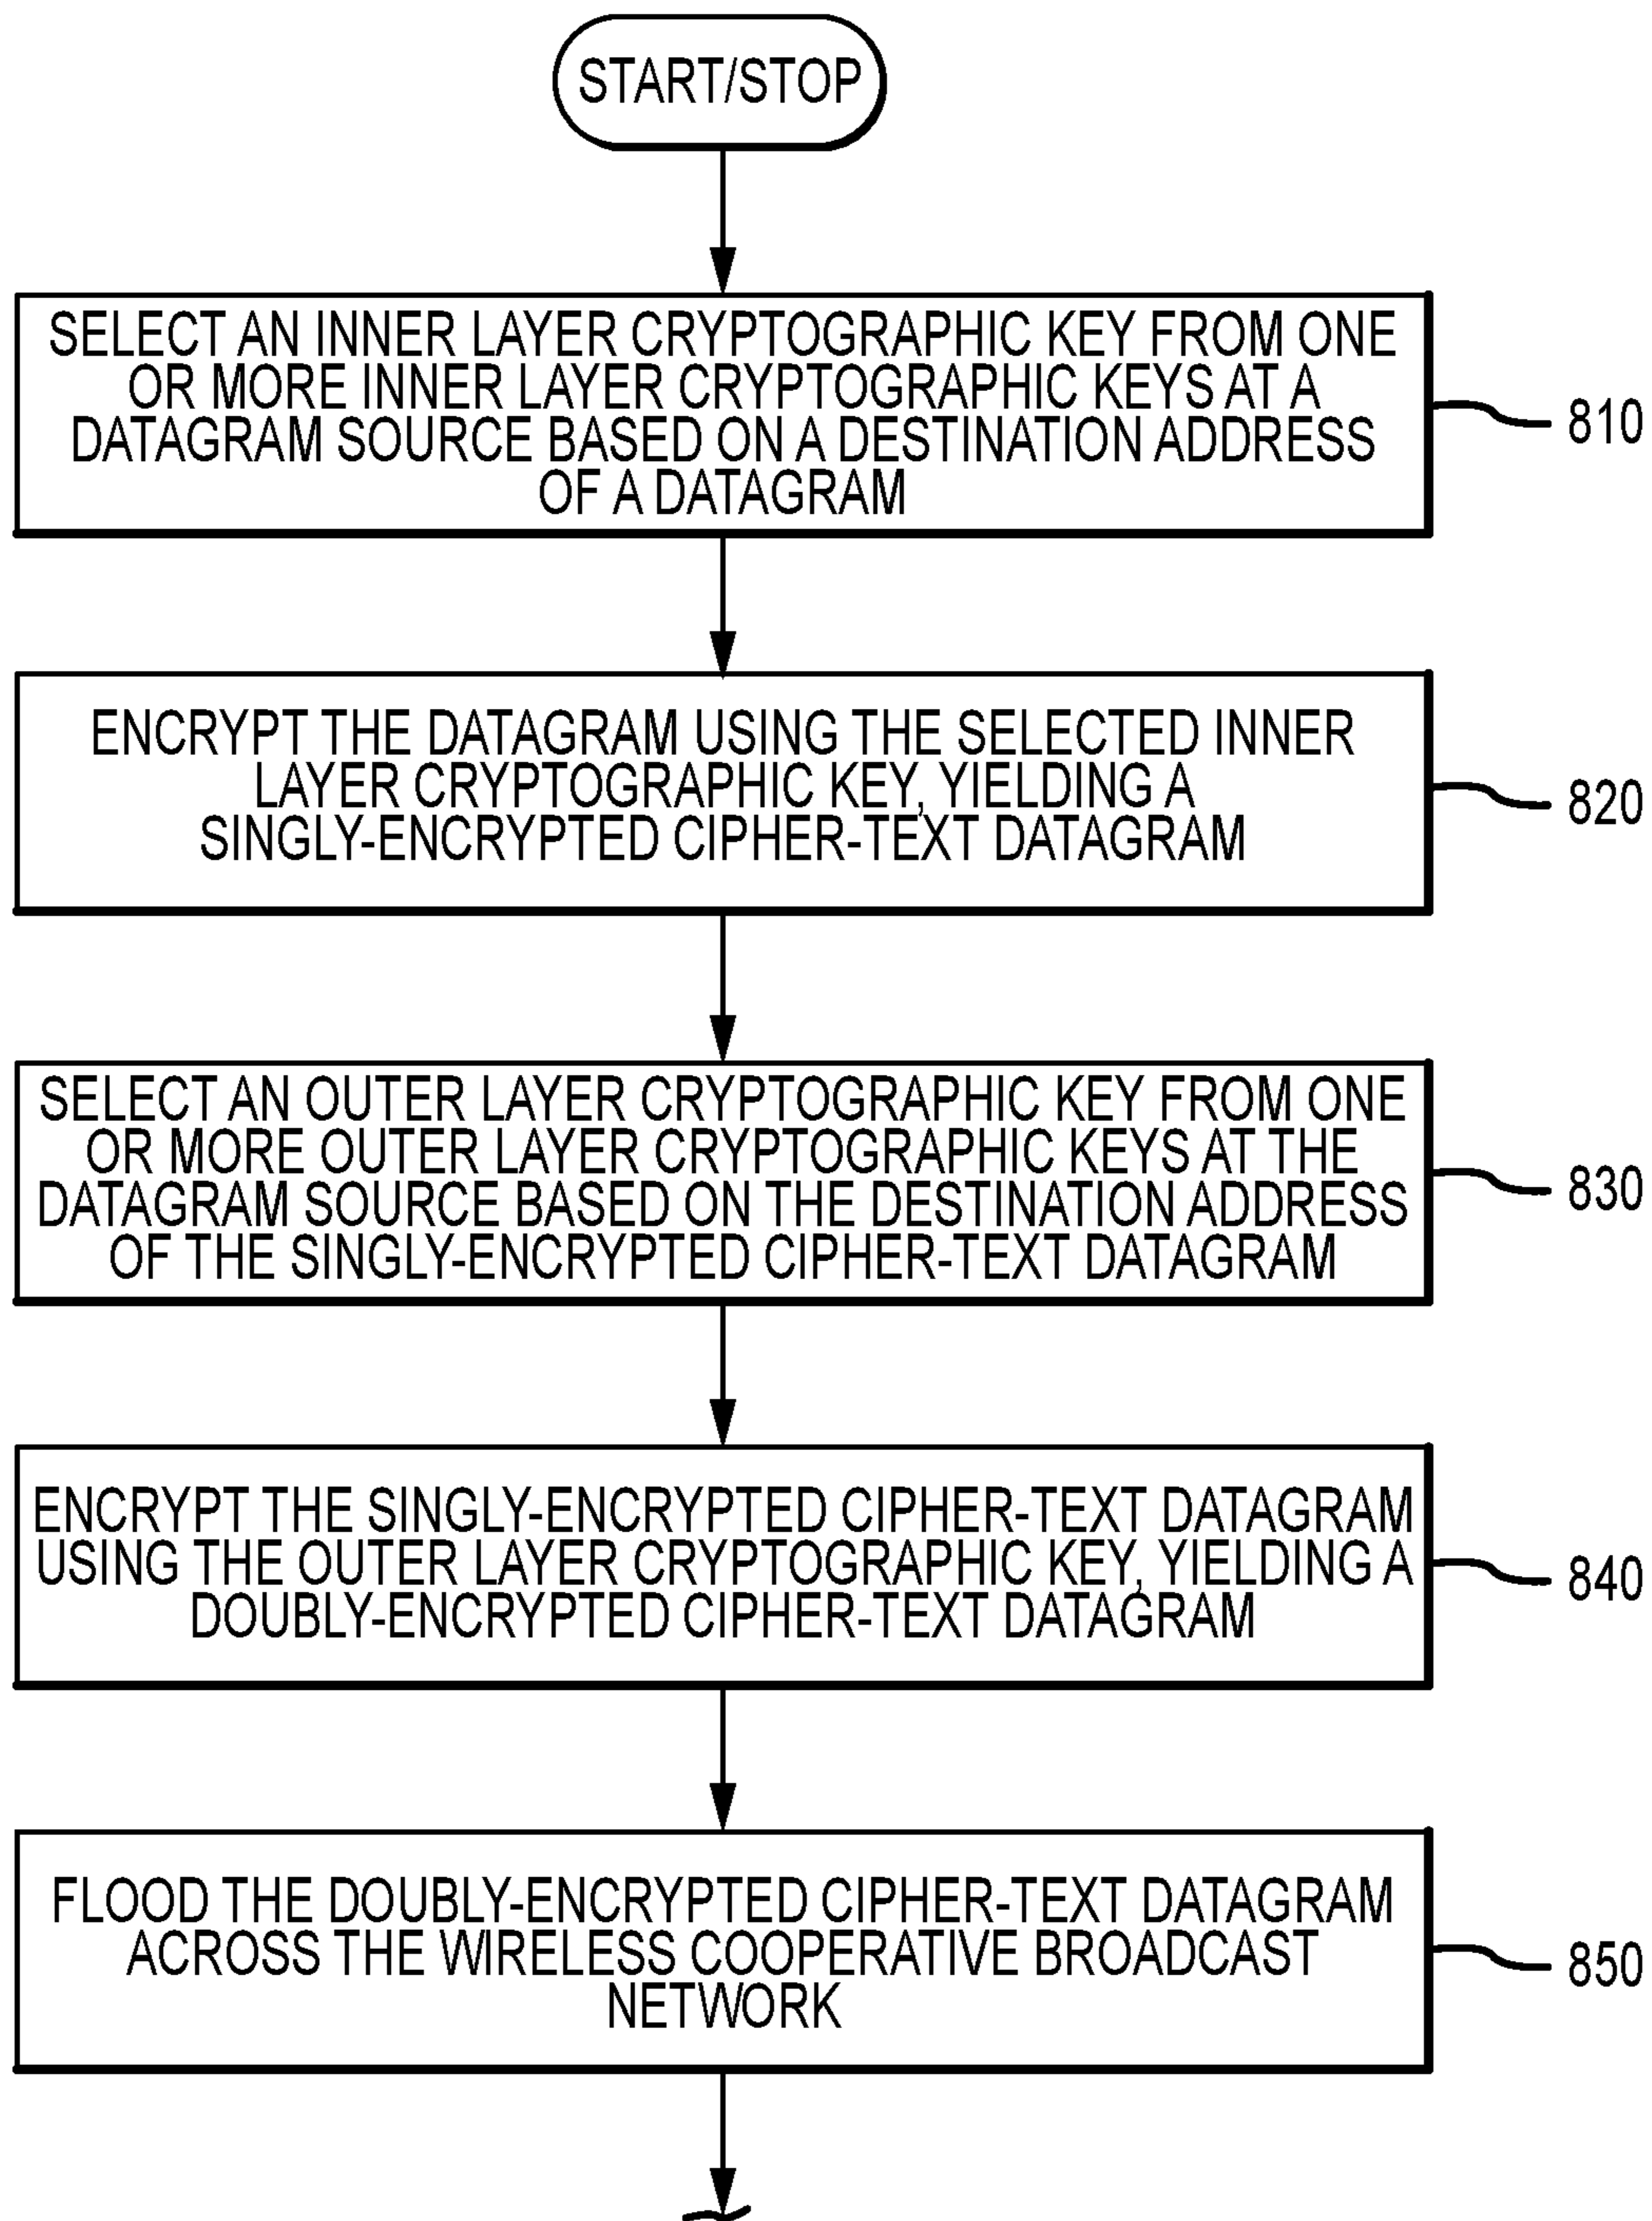 START/STOP
SELECT AN INNER LAYER CRYPTOGRAPHIC KEY FROM ONE
OR MORE INNER LAYER CRYPTOGRAPHIC KEYS AT A
DATAGRAM SOURCE BASED ON A DESTINATION ADDRESS
OF A DATAGRAM
810
ENCRYPT THE DATAGRAM USING THE SELECTED INNER
LAYER CRYPTOGRAPHIC KEY, YIELDING A
SINGLY-ENCRYPTED CIPHER-TEXT DATAGRAM
820
SELECT AN OUTER LAYER CRYPTOGRAPHIC KEY FROM ONE
OR MORE OUTER LAYER CRYPTOGRAPHIC KEYS AT THE
DATAGRAM SOURCE BASED ON THE DESTINATION ADDRESS
OF THE SINGLY-ENCRYPTED CIPHER-TEXT DATAGRAM
830
ENCRYPT THE SINGLY-ENCRYPTED CIPHER-TEXT DATAGRAM
USING THE OUTER LAYER CRYPTOGRAPHIC KEY, YIELDING A
DOUBLY-ENCRYPTED CIPHER-TEXT DATAGRAM
840
FLOOD THE DOUBLY-ENCRYPTED CIPHER-TEXT DATAGRAM
ACROSS THE WIRELESS COOPERATIVE BROADCAST
NETWORK
850